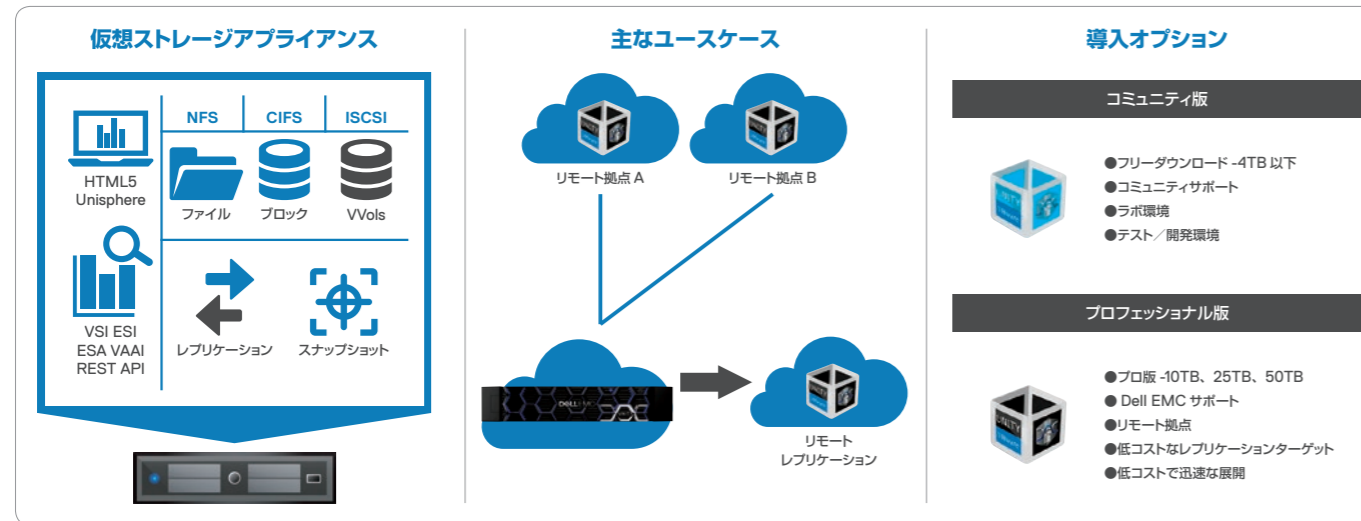 仮想ストレージアプライアンス
HTML5
Unisphere
NFS
CIFS
ISCSI
ファイル
ブロック
VVols
VSI ESI
ESA VAAI
REST API
レプリケーション
スナップショット
主なユースケース
リモート拠点 A
リモート拠点 B
DELL EMC
リモート
レプリケーション
導入オプション
コミュニティ版
●フリーダウンロード -4TB 以下
●コミュニティサポート
●ラボ環境
●テスト／開発環境
プロフェッショナル版
●プロ版 -10TB、25TB、50TB
● Dell EMC サポート
●リモート拠点
●低コストなレプリケーションターゲット
●低コストで迅速な展開